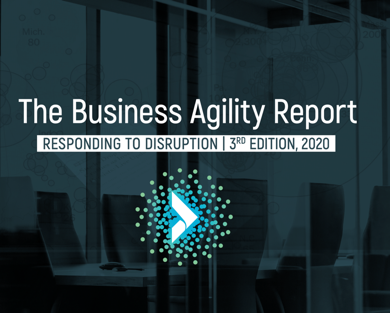 The Business Agility Report
RESPONDING TO DISRUPTION | 3RD EDITION, 2020